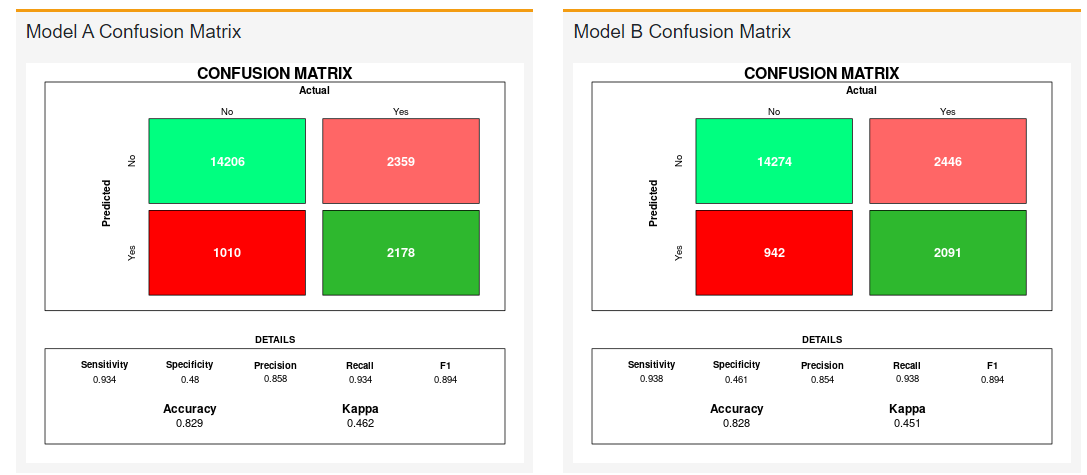 Model A Confusion Matrix
CONFUSION MATRIX
Actual
No Yes
Predicted
No 14206 2359
Yes 1010 2178
DETAILS
Sensitivity Specificity Precision Recall F1
0.934 0.48 0.858 0.934 0.894
Accuracy Kappa
0.829 0.462
Model B Confusion Matrix
CONFUSION MATRIX
Actual
No Yes
Predicted
No 14274 2446
Yes 942 2091
DETAILS
Sensitivity Specificity Precision Recall F1
0.938 0.461 0.854 0.938 0.894
Accuracy Kappa
0.828 0.451